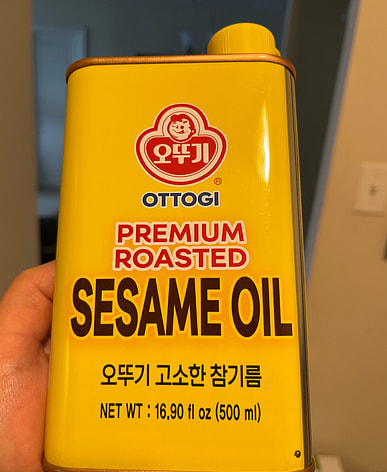 오뚜기
®
OTTOGI
PREMIUM
ROASTED
SESAME OIL
오뚜기 고소한 참기름
NET WT : 16.90 fl oz (500 ml)